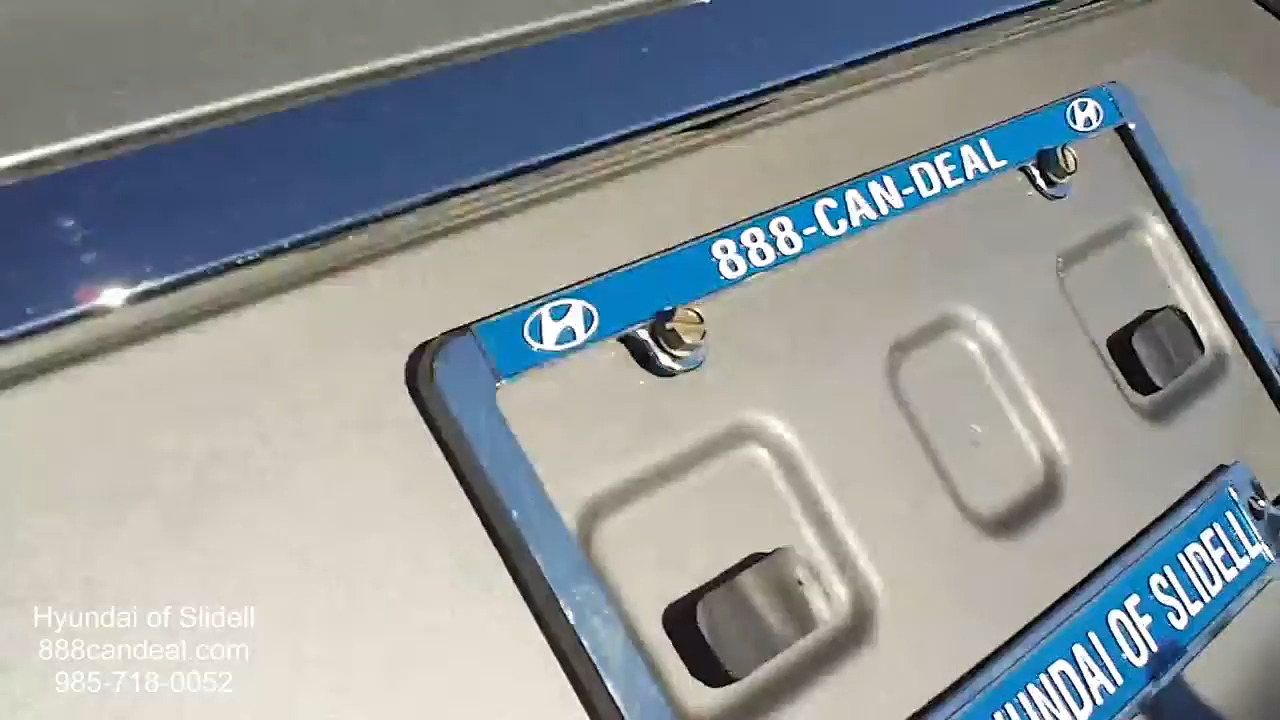 888-CAN-DEAL
HYUNDAI OF SLIDELL
Hyundai of Slidell
888candeal.com
985-718-0052